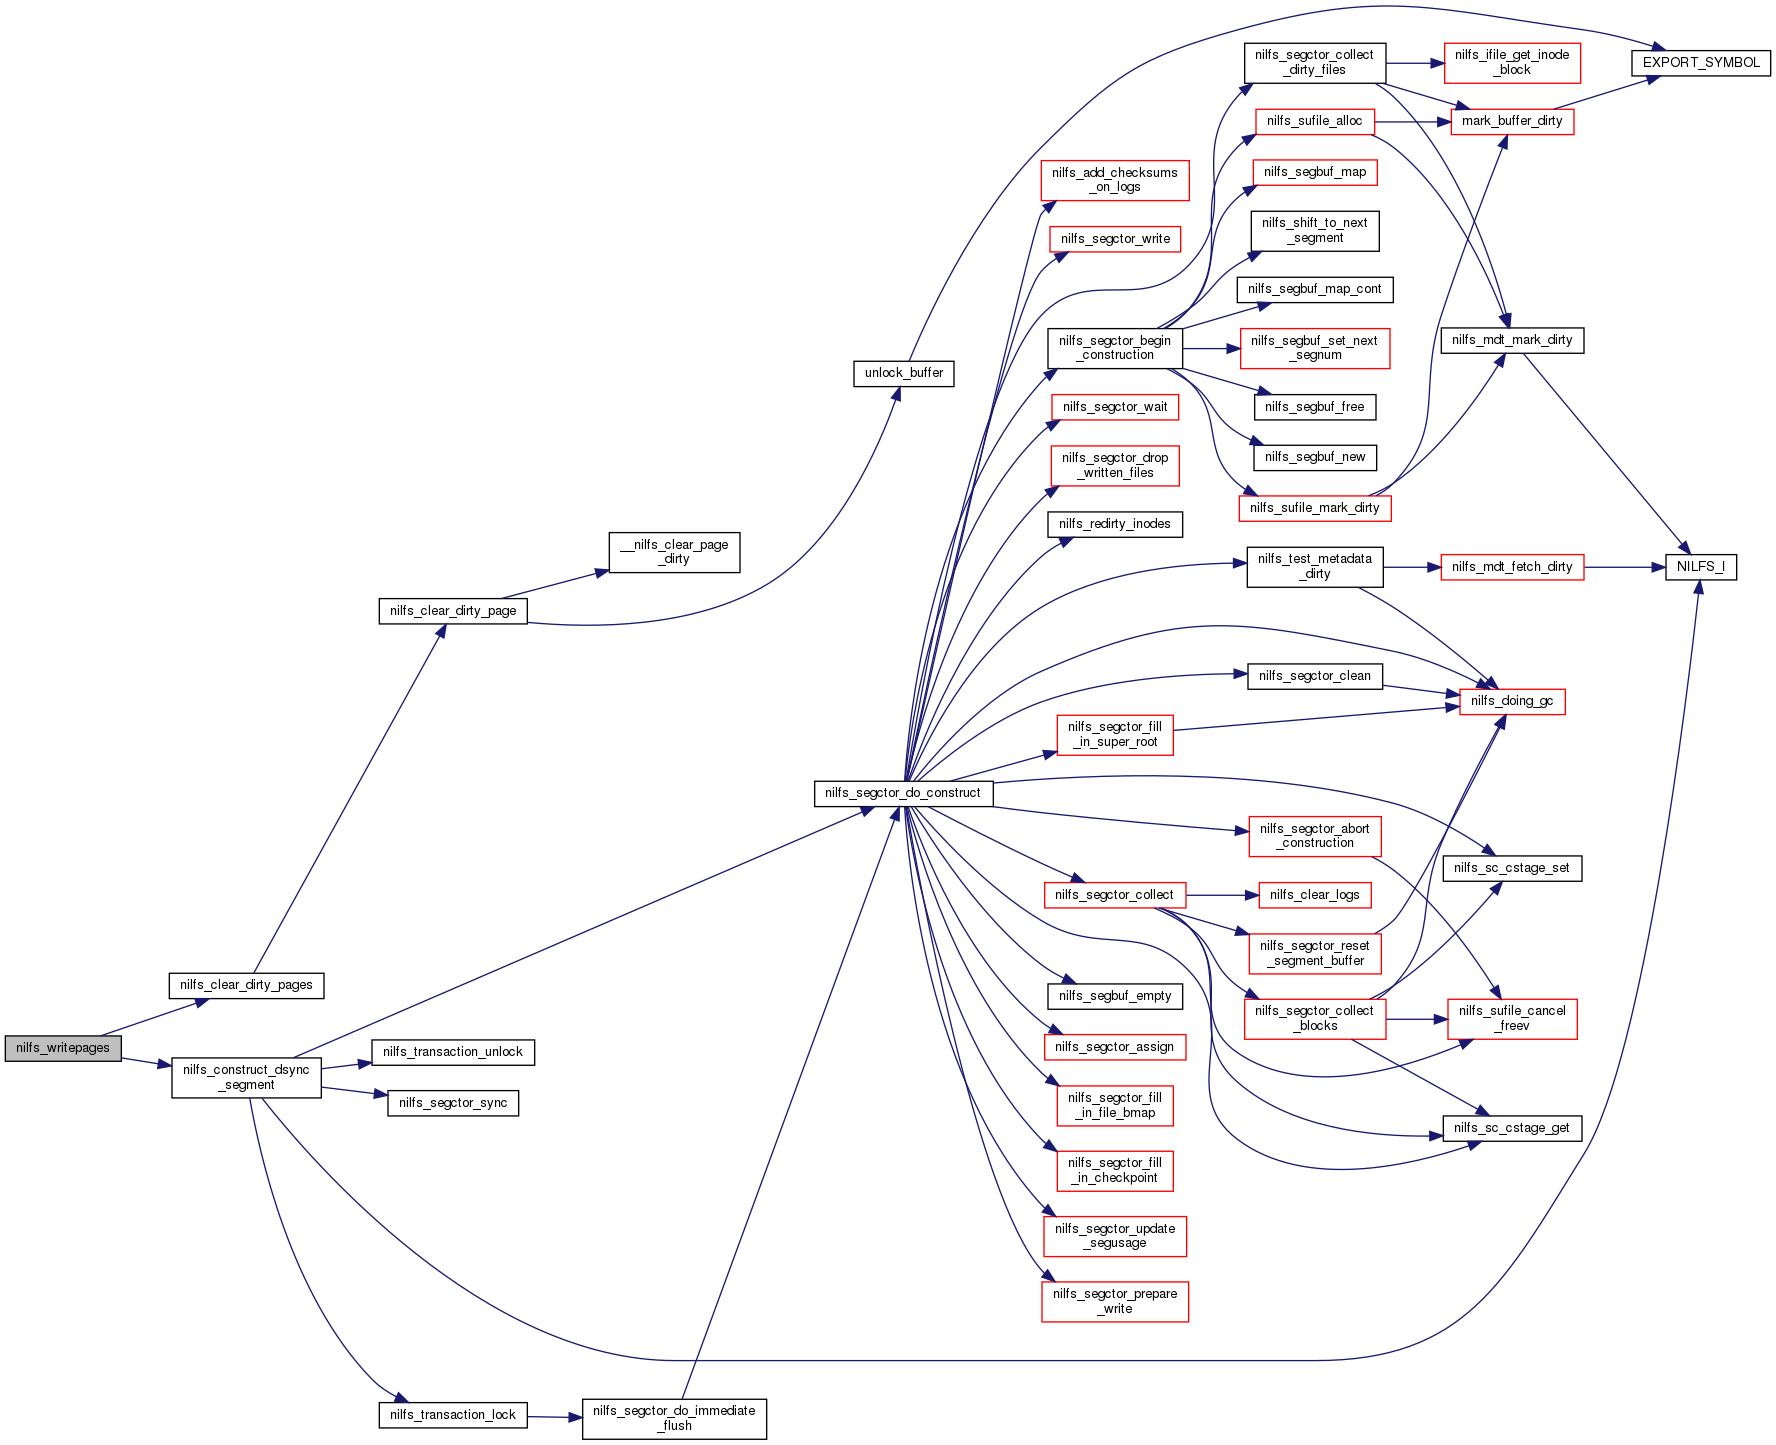 nilfs_writepages
nilfs_clear_dirty_pages
nilfs_construct_dsync
_segment
nilfs_clear_dirty_page
nilfs_transaction_unlock
nilfs_segctor_sync
nilfs_transaction_lock
__nilfs_clear_page
_dirty
nilfs_segctor_do_immediate
_flush
unlock_buffer
nilfs_segctor_do_construct
nilfs_add_checksums
_on_logs
nilfs_segctor_write
nilfs_segctor_begin
_construction
nilfs_segctor_wait
nilfs_segctor_drop
_written_files
nilfs_redirty_inodes
nilfs_segctor_fill
_in_super_root
nilfs_segctor_collect
nilfs_segbuf_empty
nilfs_segctor_assign
nilfs_segctor_fill
_in_file_bmap
nilfs_segctor_fill
_in_checkpoint
nilfs_segctor_update
_segusage
nilfs_segctor_prepare
_write
nilfs_segctor_collect
_dirty_files
nilfs_sufile_alloc
nilfs_segbuf_map
nilfs_shift_to_next
_segment
nilfs_segbuf_map_cont
nilfs_segbuf_set_next
_segnum
nilfs_segbuf_free
nilfs_segbuf_new
nilfs_sufile_mark_dirty
nilfs_test_metadata
_dirty
nilfs_segctor_clean
nilfs_segctor_abort
_construction
nilfs_clear_logs
nilfs_segctor_reset
_segment_buffer
nilfs_segctor_collect
_blocks
nilfs_ifile_get_inode
_block
mark_buffer_dirty
nilfs_mdt_mark_dirty
nilfs_mdt_fetch_dirty
nilfs_doing_gc
nilfs_sc_cstage_set
nilfs_sufile_cancel
_freev
nilfs_sc_cstage_get
EXPORT_SYMBOL
NILFS_I